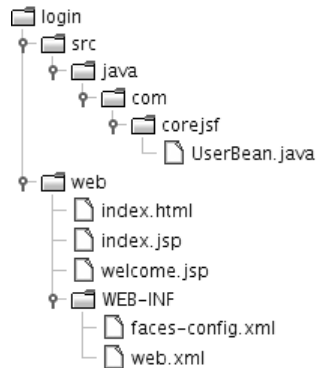 login
src
java
com
corejsf
UserBean.java
web
index.html
index.jsp
welcome.jsp
WEB-INF
faces-config.xml
web.xml